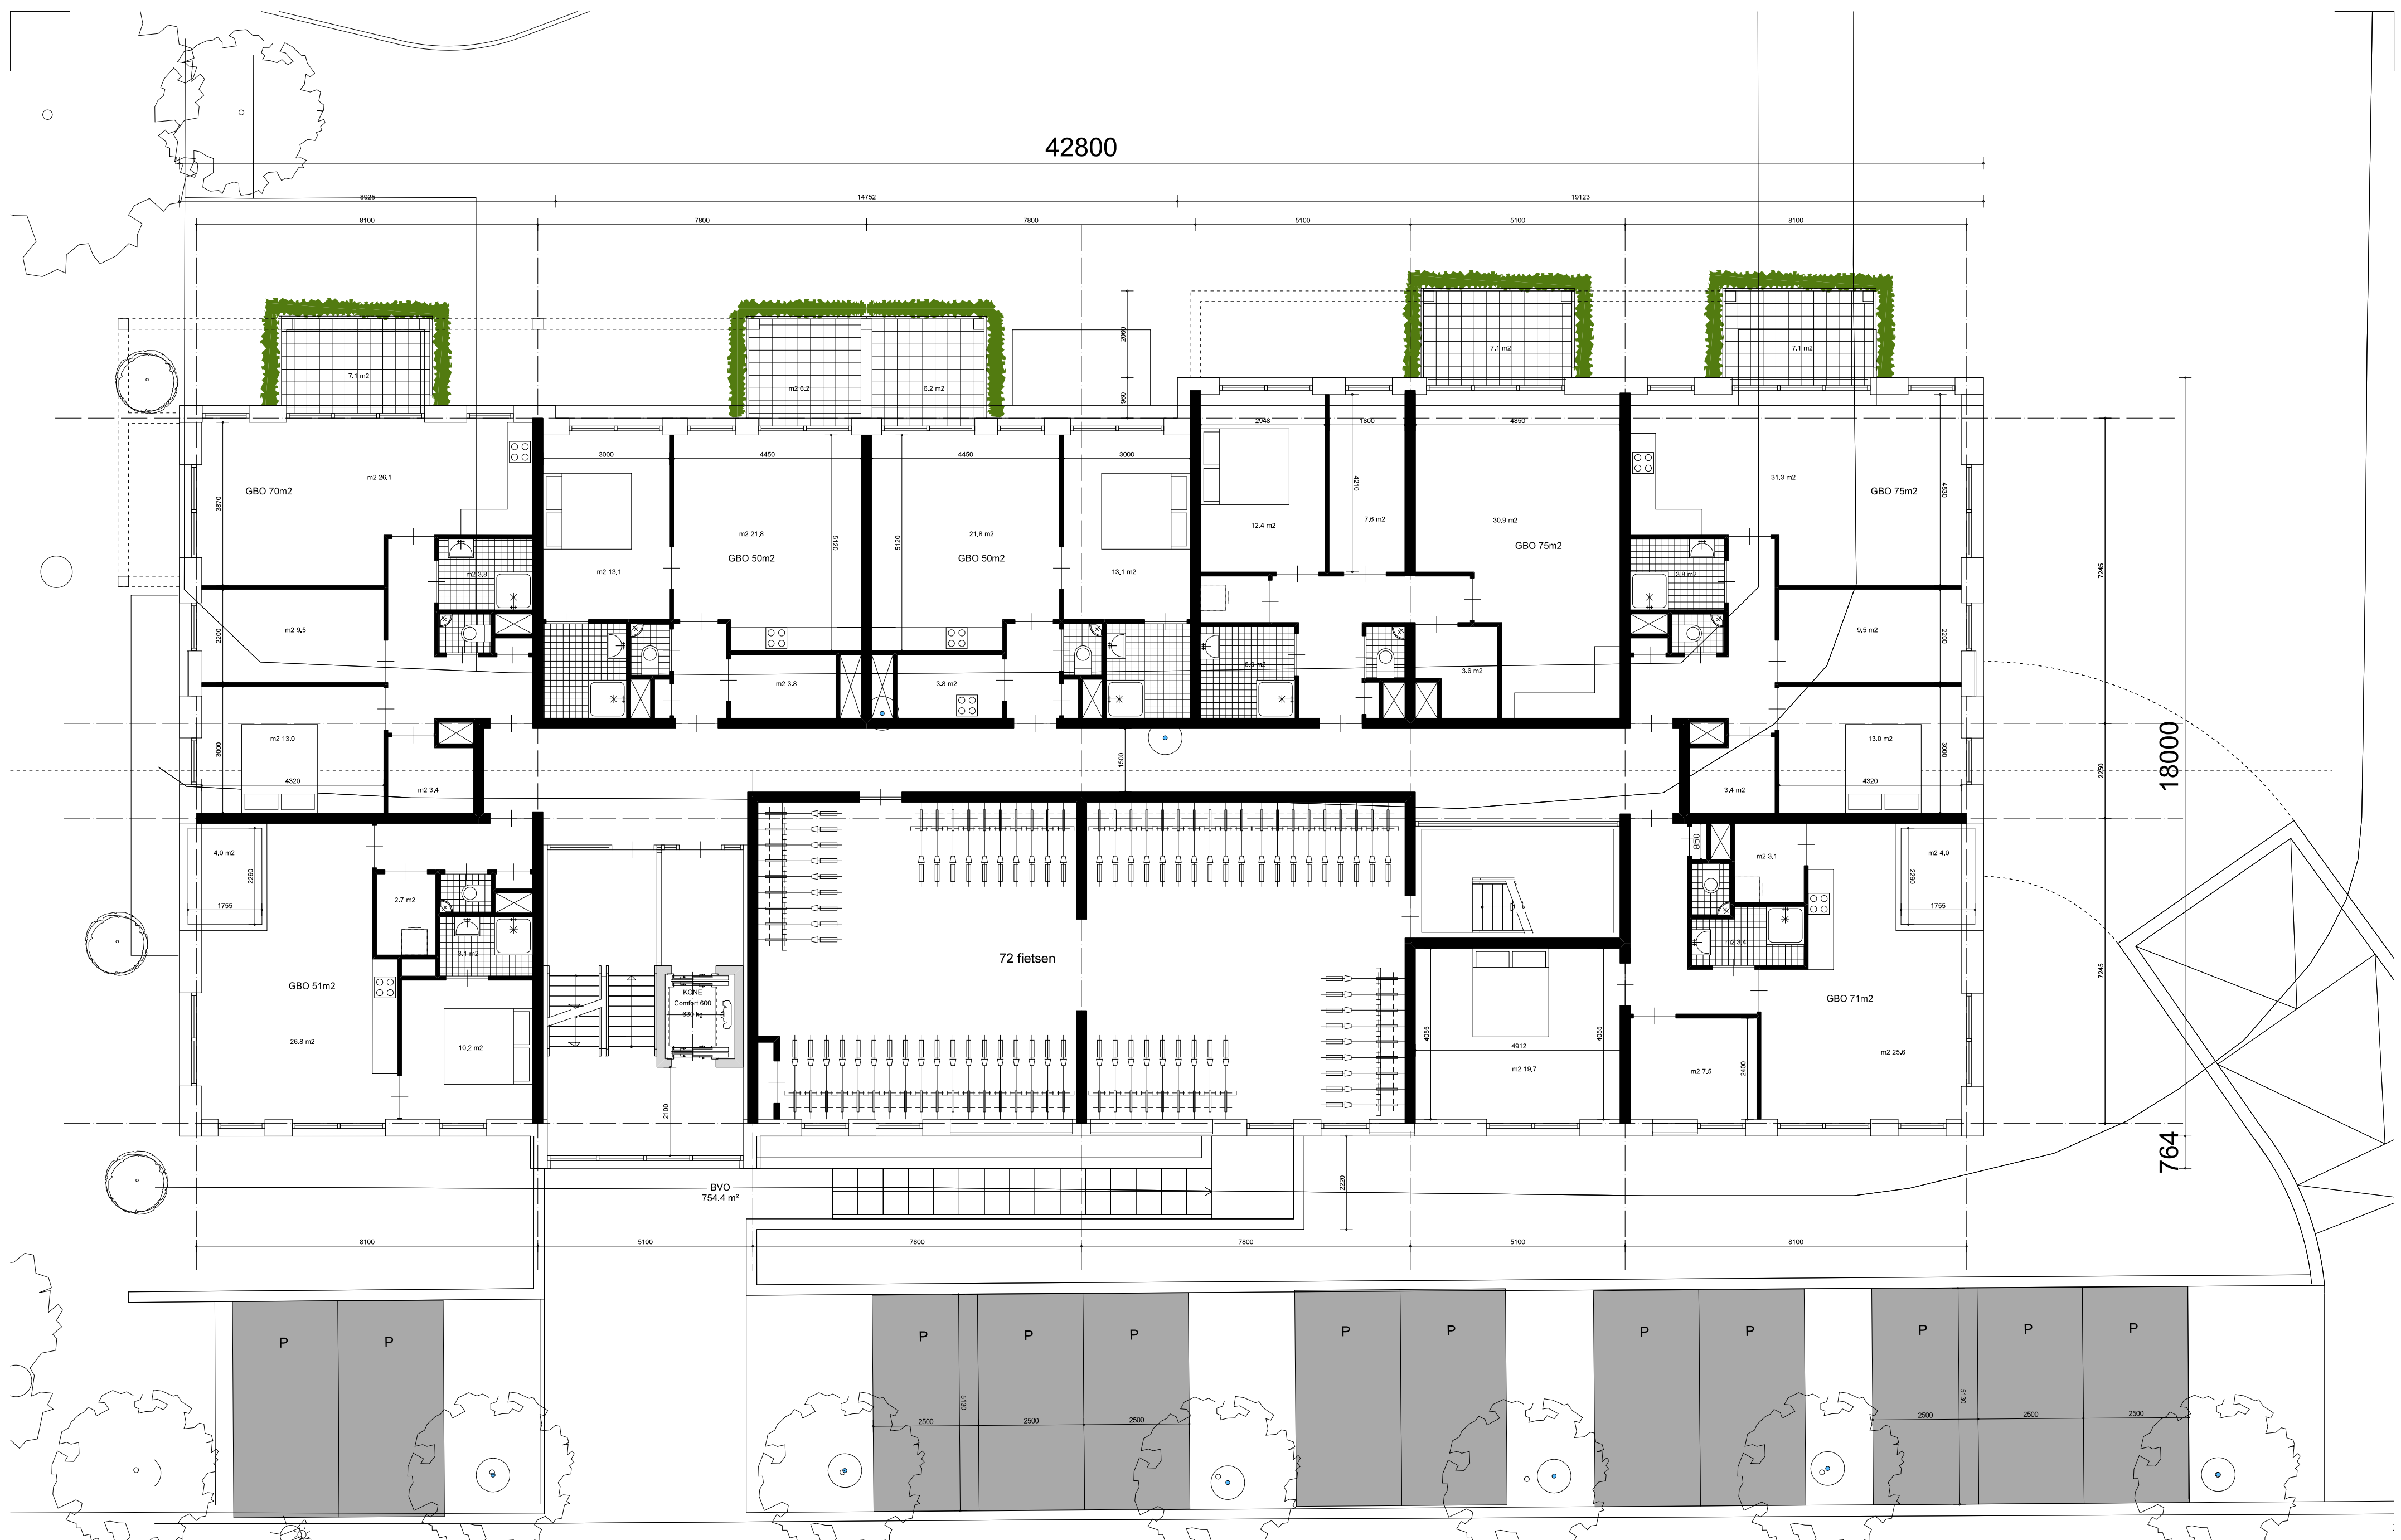 42800
8925
14752
19123
8100
7800
7800
5100
5100
8100
2000
960
7.1 m2
m2 6,2
6,2 m2
7.1 m2
7.1 m2
3000
4450
4450
3000
2948
1800
4850
3870
GBO 70m2
m2 26,1
5120
5120
4210
4530
31,3 m2
GBO 75m2
m2 21,8
GBO 50m2
21,8 m2
GBO 50m2
12,4 m2
7,6 m2
30,9 m2
GBO 75m2
m2 3,8
m2 13,1
13,1 m2
3,8 m2
7245
2200
m2 9,5
9,5 m2
2200
5,3 m2
3,6 m2
m2 3.8
3.8 m2
3000
m2 13,0
4320
m2 3,4
1500
3,4 m2
13,0 m2
4320
3000
2250
18000
4,0 m2
2290
1755
2.7 m2
3,1 m2
GBO 51m2
26.8 m2
10,2 m2
KONE
Comfort 600
630 kg
2100
72 fietsen
4055
4912
4055
m2 19,7
m2 7,5
2400
GBO 71m2
m2 25,6
m2 3,1
m2 3,4
m2 4,0
2290
1755
7245
764
BVO
754.4 m²
2220
8100
5100
7800
7800
5100
8100
P
P
P
P
P
P
P
P
P
P
P
P
5130
2500
2500
2500
5130
2500
2500
2500